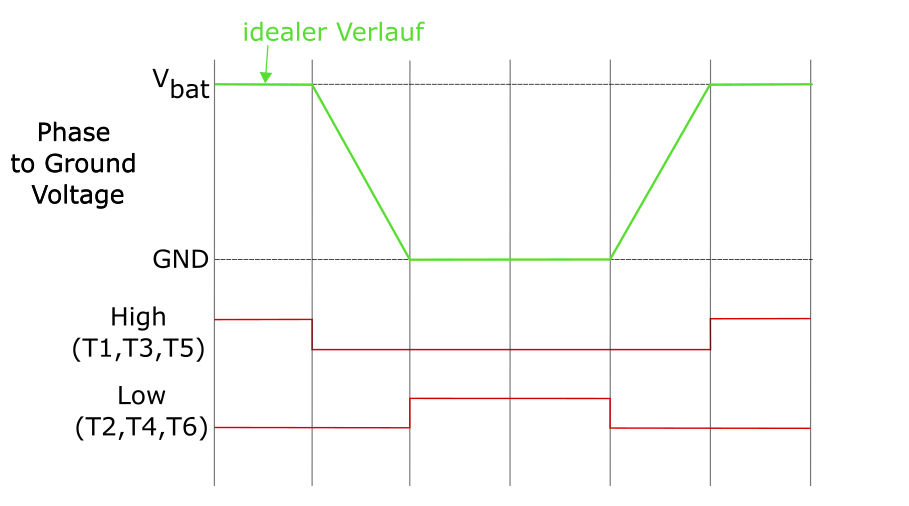 idealer Verlauf
Vbat
Phase
to Ground
Voltage
GND
High
(T1,T3,T5)
Low
(T2,T4,T6)